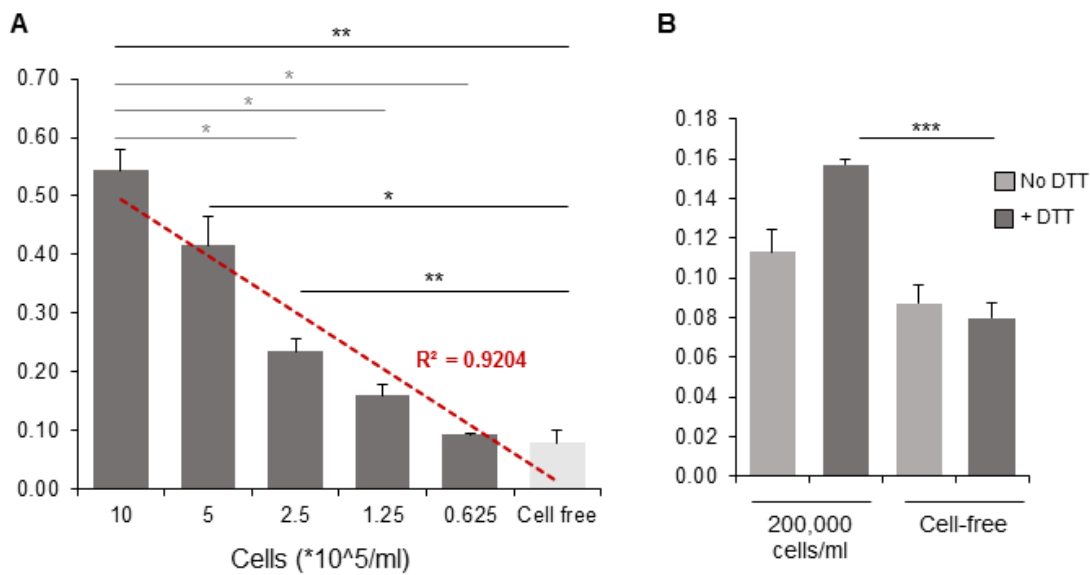 A
**
0.70
0.60
0.50
0.40
0.30
0.20
0.10
0.00
*
*
*
*
**
R² = 0.9204
10 5 2.5 1.25 0.625 Cell free
Cells (*10^5/ml)
B
0.18
0.16
0.14
0.12
0.10
0.08
0.06
0.04
0.02
0.00
***
No DTT
+ DTT
200,000
cells/ml
Cell-free